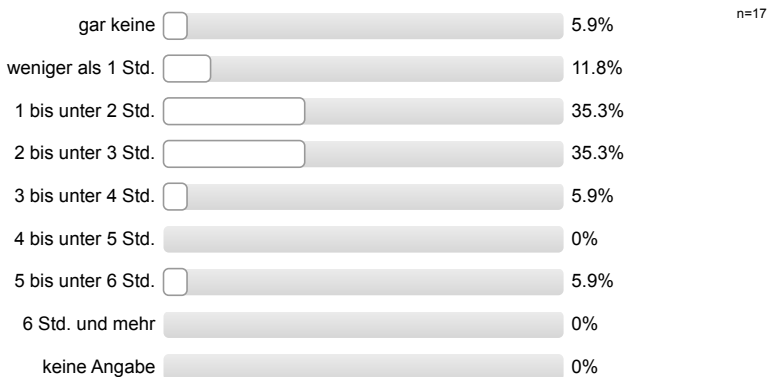 gar keine 5.9% n=17
weniger als 1 Std. 11.8%
1 bis unter 2 Std. 35.3%
2 bis unter 3 Std. 35.3%
3 bis unter 4 Std. 5.9%
4 bis unter 5 Std. 0%
5 bis unter 6 Std. 5.9%
6 Std. und mehr 0%
keine Angabe 0%